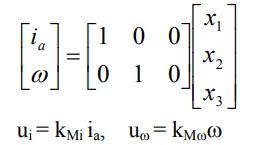 [i_a; ω] = [1 0 0; 0 1 0] [x_1; x_2; x_3]
u_i = k_Mi i_a, u_ω = k_Mω ω